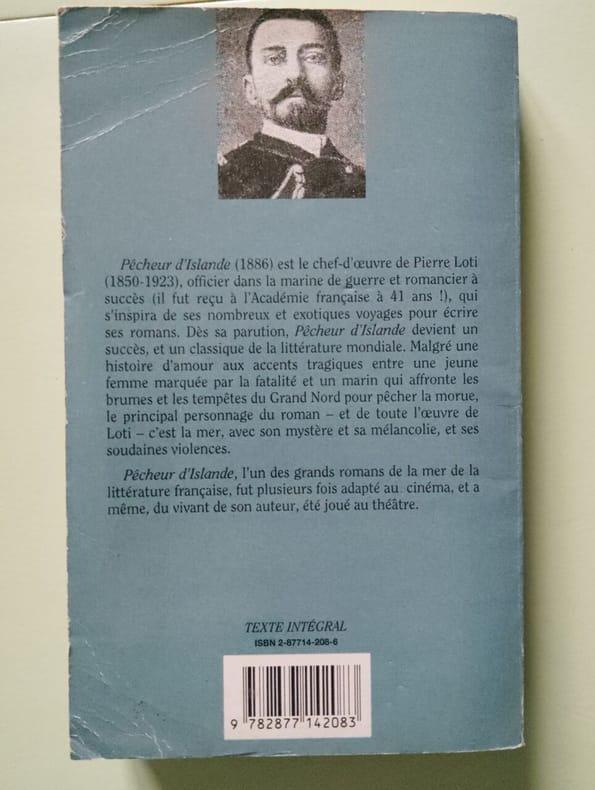 Pêcheur d'Islande (1886) est le chef-d'œuvre de Pierre Loti
(1850-1923), officier dans la marine de guerre et romancier à
succès (il fut reçu à l'Académie française à 41 ans !), qui
s'inspira de ses nombreux et exotiques voyages pour écrire
ses romans. Dès sa parution, Pêcheur d'Islande devient un
succès, et un classique de la littérature mondiale. Malgré une
histoire d'amour aux accents tragiques entre une jeune
femme marquée par la fatalité et un marin qui affronte les
brumes et les tempêtes du Grand Nord pour pêcher la morue,
le principal personnage du roman – et de toute l'œuvre de
Loti – c'est la mer, avec son mystère et sa mélancolie, et ses
soudaines violences.
Pêcheur d'Islande, l'un des grands romans de la mer de la
littérature française, fut plusieurs fois adapté au cinéma, et a
même, du vivant de son auteur, été joué au théâtre.
TEXTE INTÉGRAL
ISBN 2-87714-208-6
9 782877 142083